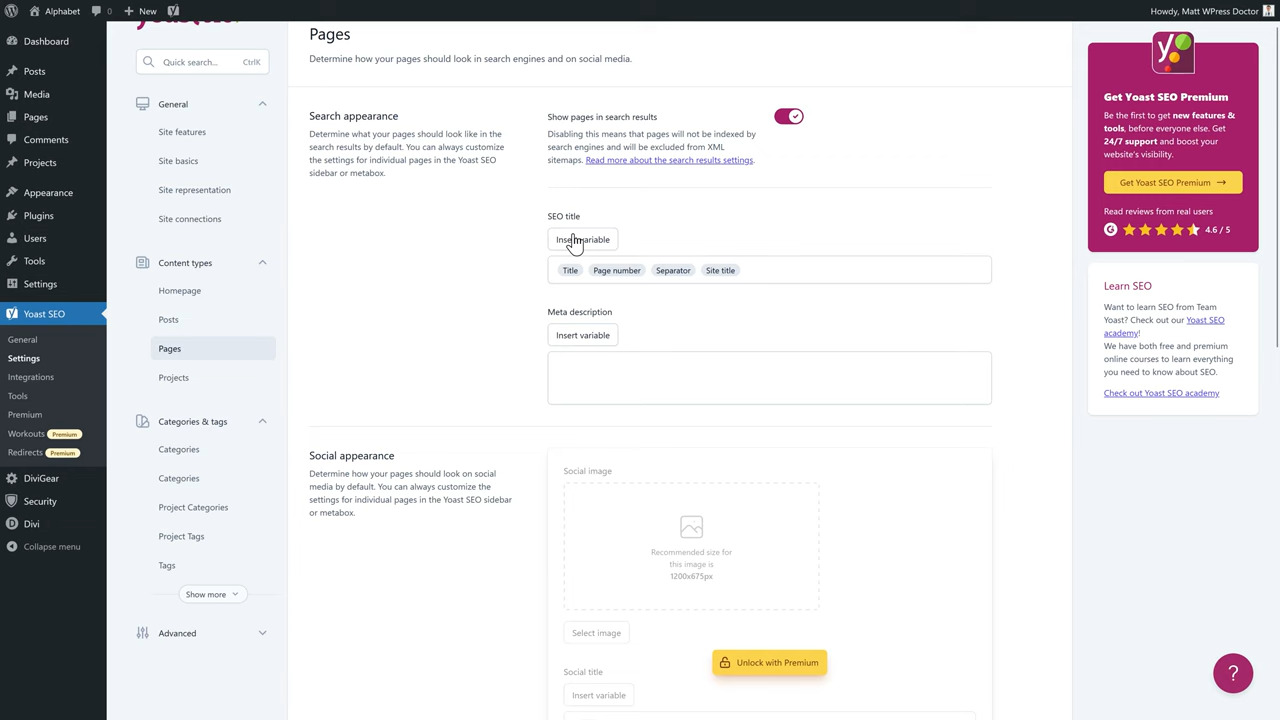 Alphabet
0
New
Howdy, Matt WPress Doctor
Dashboard
Posts
Media
Pages
Comments
Projects
Appearance
Plugins
Users
Tools
Settings
Yoast SEO
General
Settings
Integrations
Tools
Premium
Workouts Premium
Redirects Premium
DiviGear
Security
Divi
Collapse menu
Quick search... CtrlK
General
Site features
Site basics
Site representation
Site connections
Content types
Homepage
Posts
Pages
Projects
Categories & tags
Categories
Categories
Project Categories
Project Tags
Tags
Show more
Advanced
Pages
Determine how your pages should look in search engines and on social media.
Search appearance
Determine what your pages should look like in the
search results by default. You can always customize
the settings for individual pages in the Yoast SEO
sidebar or metabox.
Show pages in search results
Disabling this means that pages will not be indexed by
search engines and will be excluded from XML
sitemaps. Read more about the search results settings.
SEO title
Insert variable
Title Page number Separator Site title
Meta description
Insert variable
Social appearance
Determine how your pages should look on social
media by default. You can always customize the
settings for individual pages in the Yoast SEO sidebar
or metabox.
Social image
Recommended size for
this image is
1200x675px
Select image
Unlock with Premium
Social title
Insert variable
y
Get Yoast SEO Premium
Be the first to get new features &
tools, before everyone else. Get
24/7 support and boost your
website's visibility.
Get Yoast SEO Premium →
Read reviews from real users
G 4.6 / 5
Learn SEO
Want to learn SEO from Team
Yoast? Check out our Yoast SEO
academy!
We have both free and premium
online courses to learn everything
you need to know about SEO.
Check out Yoast SEO academy
?